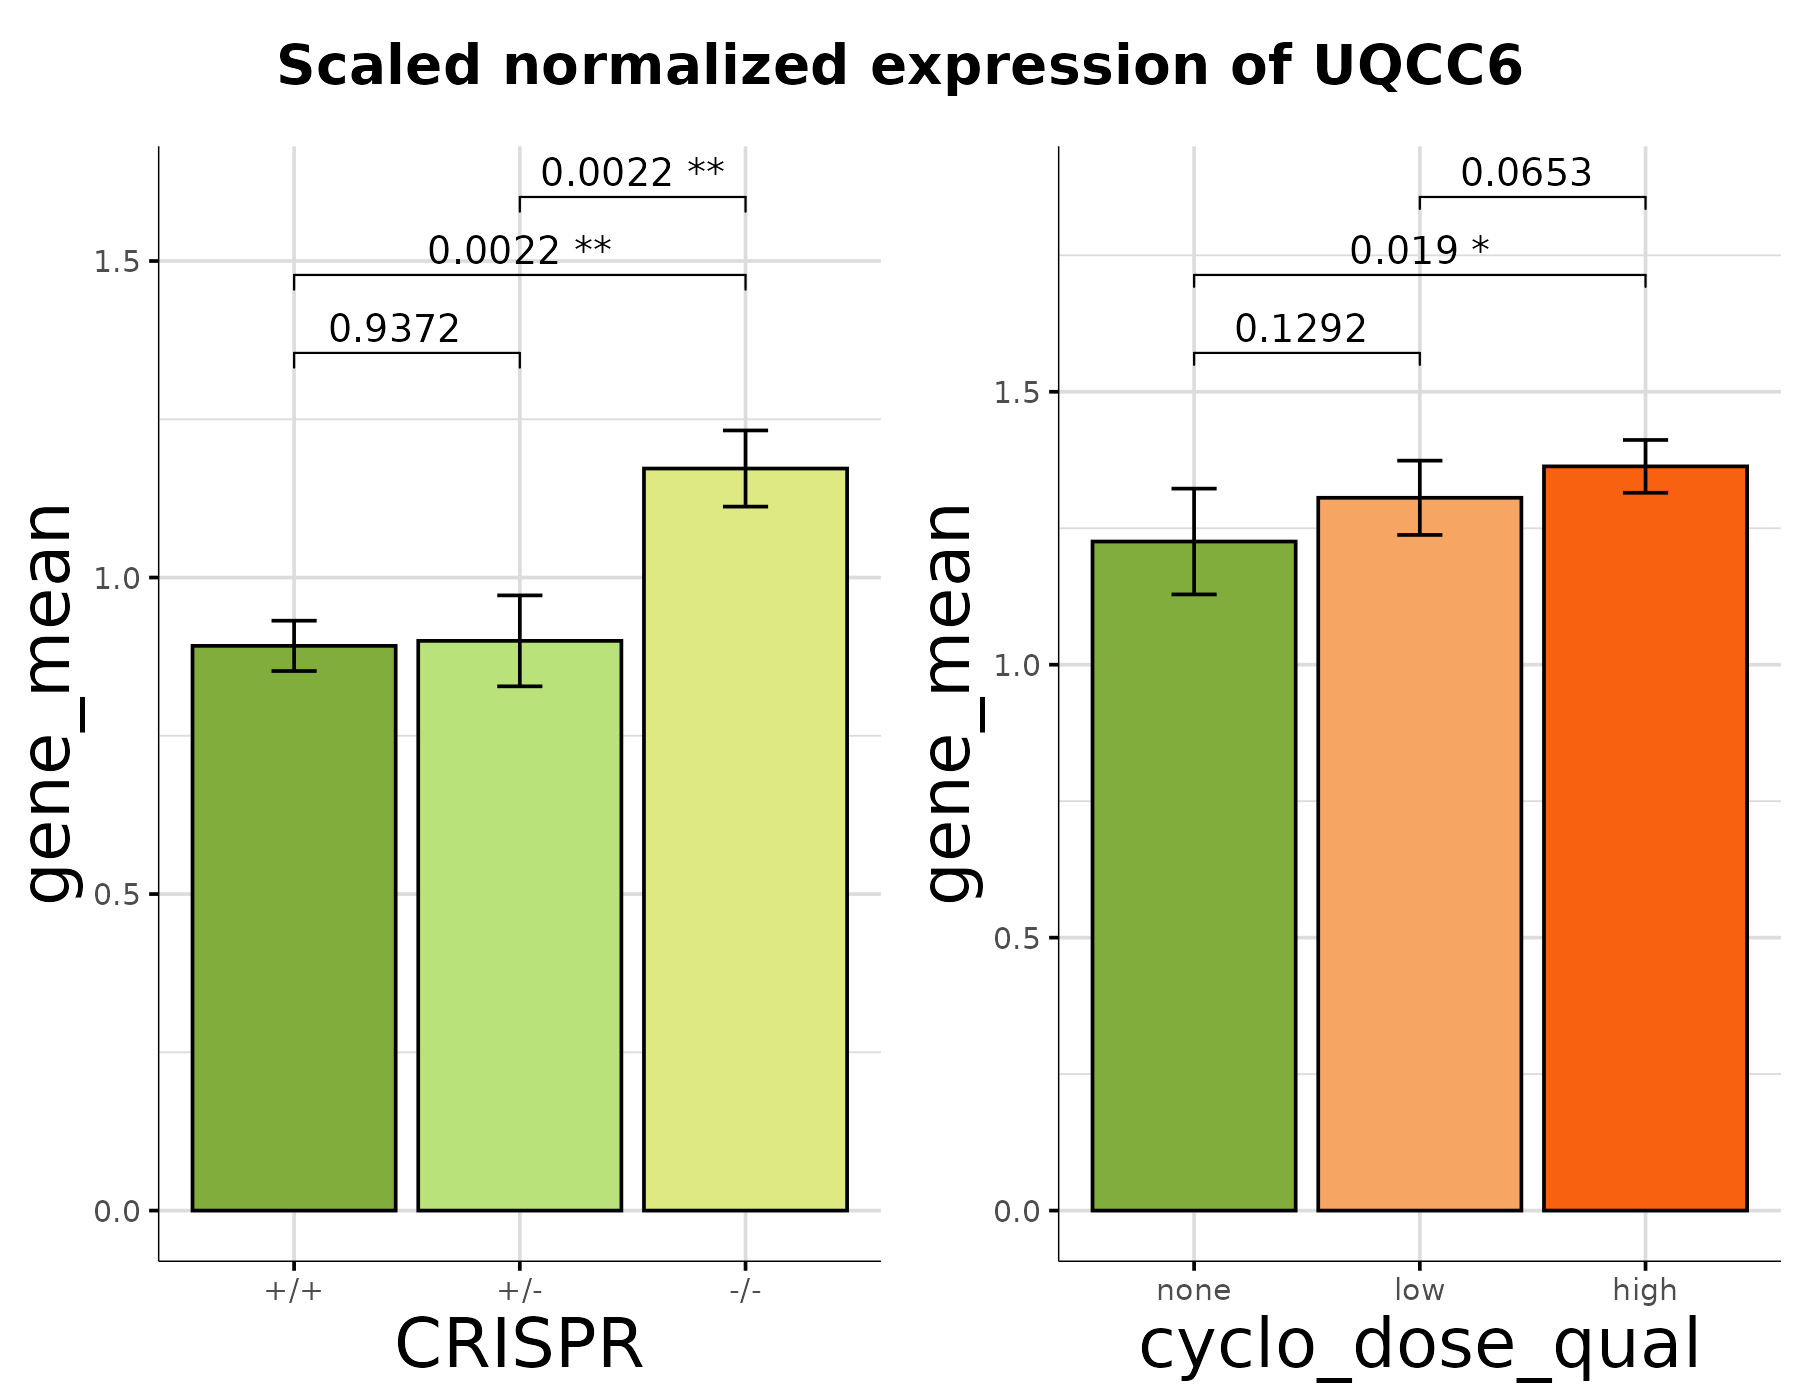 Scaled normalized expression of UQCC6
gene_mean
1.5
1.0
0.5
0.0
0.0022 **
0.0022 **
0.9372
+/+
+/-
-/-
CRISPR
gene_mean
1.5
1.0
0.5
0.0
0.0653
0.019 *
0.1292
none
low
high
cyclo_dose_qual